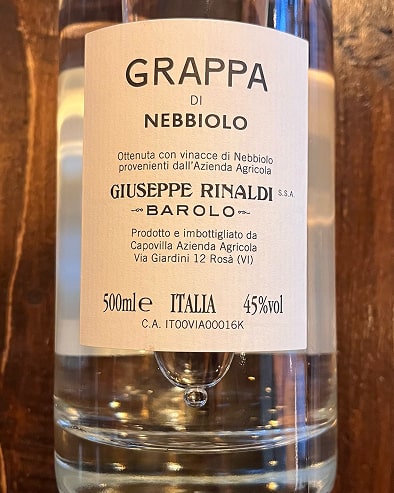 GRAPPA
DI
NEBBIOLO
Ottenuta con vinacce di Nebbiolo
provenienti dall'Azienda Agricola
GIUSEPPE RINALDI S.S.A.
BAROLO
Prodotto e imbottigliato da
Capovilla Azienda Agricola
Via Giardini 12 Rosà (VI)
500ml e ITALIA 45%vol
C.A. IT00VIA00016K